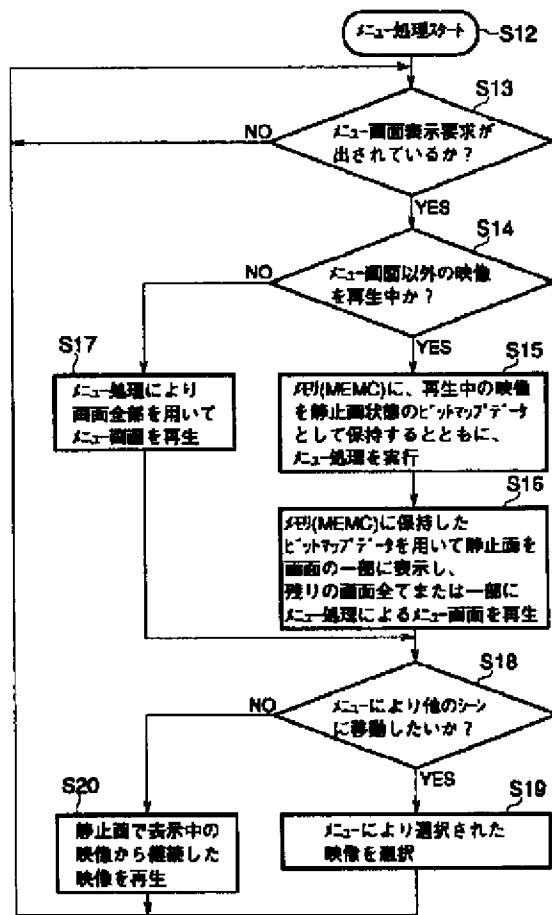 メニュー処理スタート
S12
S13
メニュー画面表示要求が
出されているか？
NO
YES
S14
メニュー画面以外の映像
を再生中か？
NO
YES
S17
メニュー処理により
画面全部を用いて
メニュー画面を再生
S15
メモリ(MEMC)に、再生中の映像
を静止画状態のビットマップデータ
として保持するとともに、
メニュー処理を実行
S16
メモリ(MEMC)に保持した
ビットマップデータを用いて静止画を
画面の一部に表示し、
残りの画面全てまたは一部に
メニュー処理によるメニュー画面を再生
S18
メニューにより他のシーン
に移動したいか？
NO
YES
S20
静止画で表示中の
映像から継続した
映像を再生
S19
メニューにより選択された
映像を選択